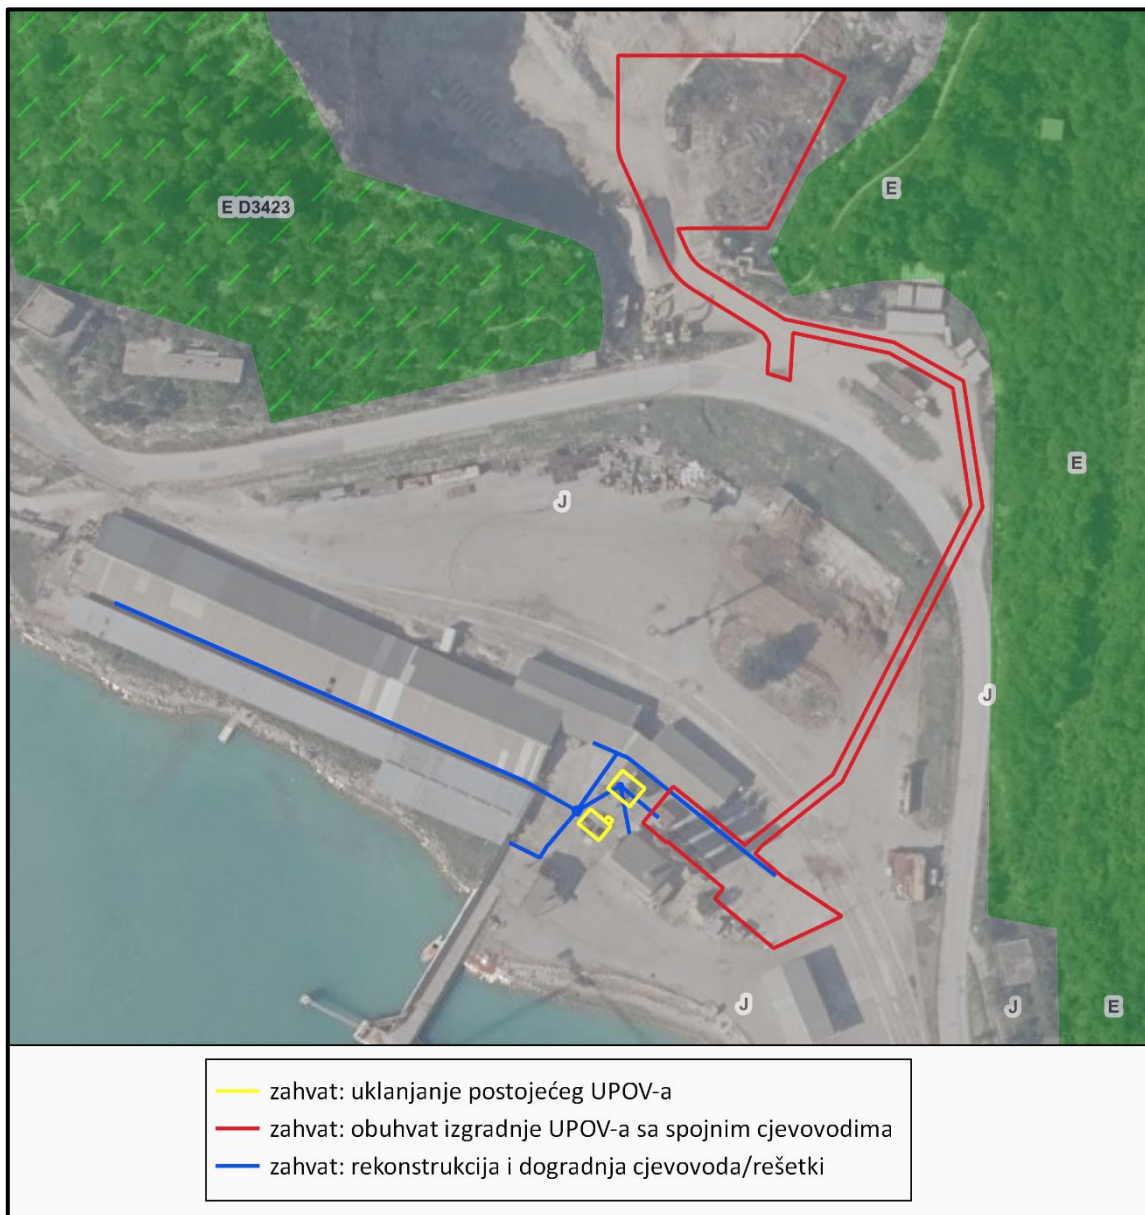 E D3423
E
E
J
J
J
J
E
zahvat: uklanjanje postojećeg UPOV-a
zahvat: obuhvat izgradnje UPOV-a sa spojnim cjevovodima
zahvat: rekonstrukcija i dogradnja cjevovoda/rešetki